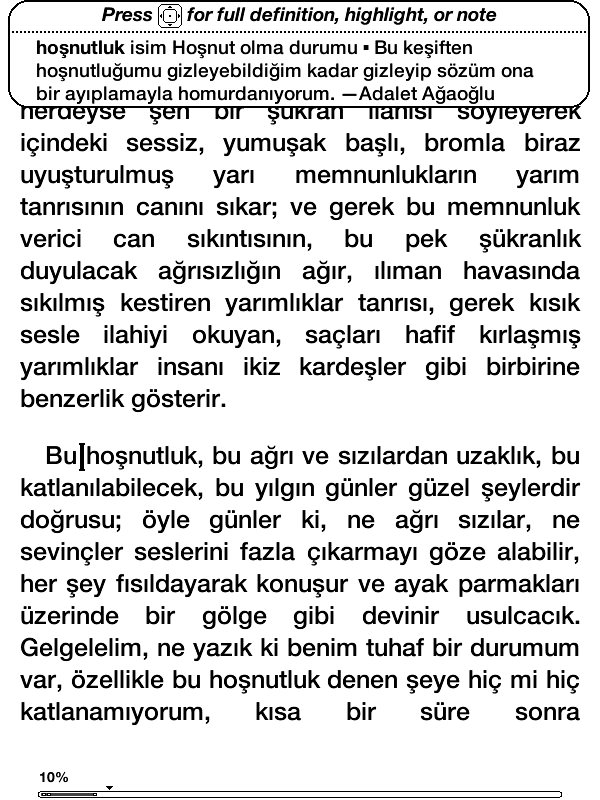 Press for full definition, highlight, or note
hoşnutluk isim Hoşnut olma durumu ▪ Bu keşiften
hoşnutluğumu gizleyebildiğim kadar gizleyip sözüm ona
bir ayıplamayla homurdanıyorum. —Adalet Ağaoğlu
nerdeyse şen bir şükran ilahisi söyleyerek
içindeki sessiz, yumuşak başlı, bromla biraz
uyuşturulmuş yarı memnunlukların yarım
tanrısının canını sıkar; ve gerek bu memnunluk
verici can sıkıntısının, bu pek şükranlık
duyulacak ağrısızlığın ağır, ılıman havasında
sıkılmış kestiren yarımlıklar tanrısı, gerek kısık
sesle ilahiyi okuyan, saçları hafif kırlaşmış
yarımlıklar insanı ikiz kardeşler gibi birbirine
benzerlik gösterir.
Bu hoşnutluk, bu ağrı ve sızılardan uzaklık, bu
katlanılabilecek, bu yılgın günler güzel şeylerdir
doğrusu; öyle günler ki, ne ağrı sızılar, ne
sevinçler seslerini fazla çıkarmayı göze alabilir,
her şey fısıldayarak konuşur ve ayak parmakları
üzerinde bir gölge gibi devinir usulcacık.
Gelgelelim, ne yazık ki benim tuhaf bir durumum
var, özellikle bu hoşnutluk denen şeye hiç mi hiç
katlanamıyorum, kısa bir süre sonra
10%